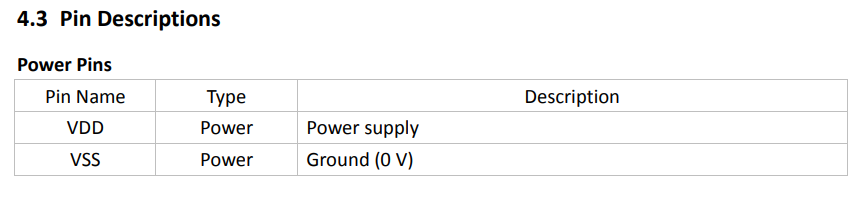 4.3 Pin Descriptions
Power Pins
Pin Name Type Description
VDD Power Power supply
VSS Power Ground (0 V)